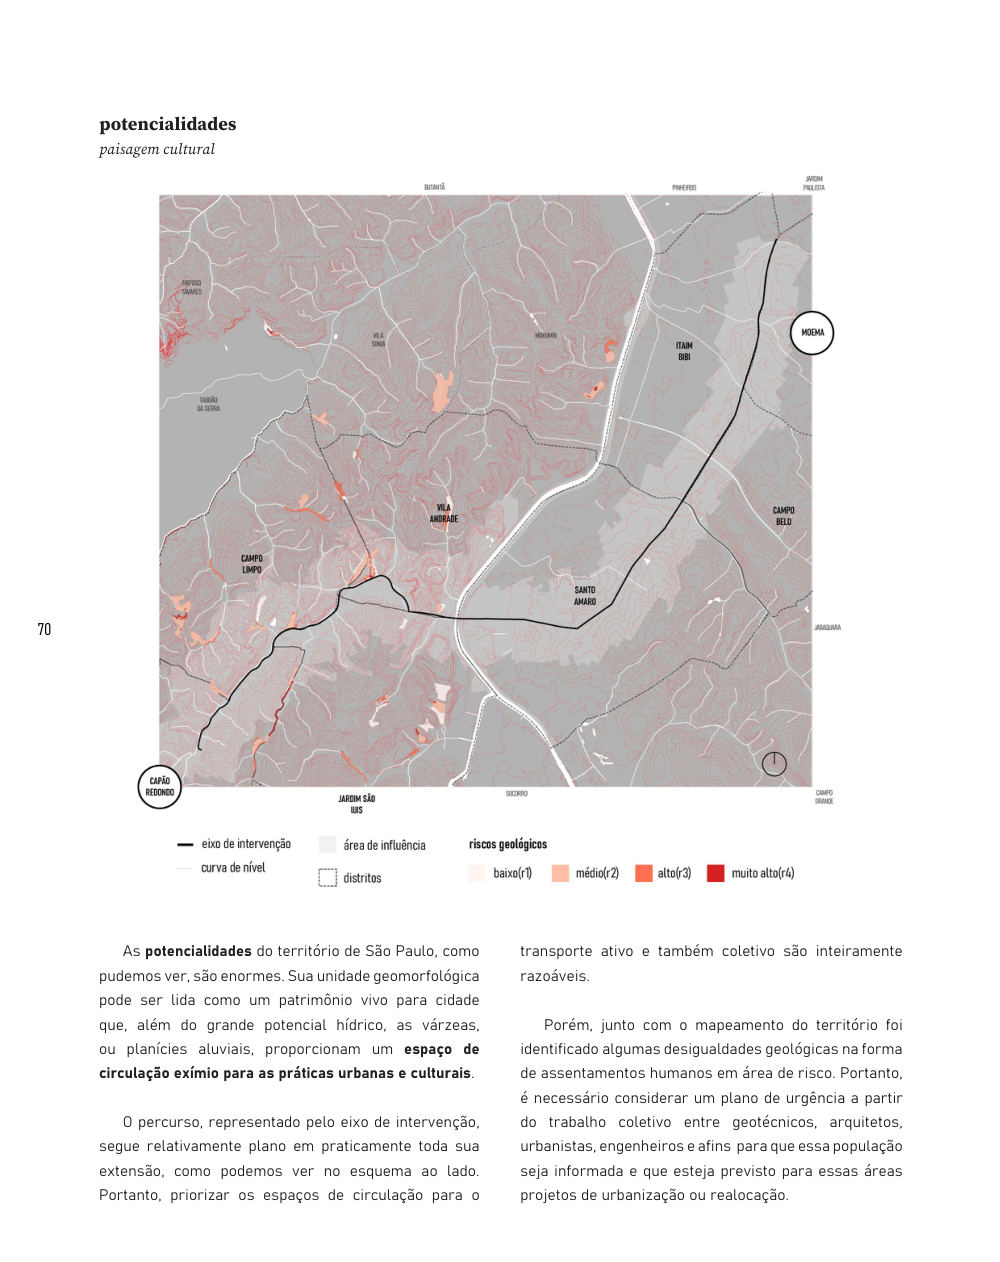 potencialidades
paisagem cultural
BUTANTÃ
PINHEIROS
JARDIM
PAULISTA
RAPOSO
TAVARES
VILA
SONIA
MORUMBI
ITAIM
BIBI
MOEMA
TABOÃO
DA SERRA
VILA
ANDRADE
CAMPO
BELO
CAMPO
LIMPO
SANTO
AMARO
70
JABAQUARA
CAPÃO
REDONDO
JARDIM SÃO
lUIS
SOCORRO
CAMPO
GRANDE
eixo de intervenção
área de influência
riscos geológicos
curva de nível
distritos
baixo(r1)
médio(r2)
alto(r3)
muito alto(r4)
As potencialidades do território de São Paulo, como
pudemos ver, são enormes. Sua unidade geomorfológica
pode ser lida como um patrimônio vivo para cidade
que, além do grande potencial hídrico, as várzeas,
ou planícies aluviais, proporcionam um espaço de
circulação exímio para as práticas urbanas e culturais.
O percurso, representado pelo eixo de intervenção,
segue relativamente plano em praticamente toda sua
extensão, como podemos ver no esquema ao lado.
Portanto, priorizar os espaços de circulação para o
transporte ativo e também coletivo são inteiramente
razoáveis.
Porém, junto com o mapeamento do território foi
identificado algumas desigualdades geológicas na forma
de assentamentos humanos em área de risco. Portanto,
é necessário considerar um plano de urgência a partir
do trabalho coletivo entre geotécnicos, arquitetos,
urbanistas, engenheiros e afins para que essa população
seja informada e que esteja previsto para essas áreas
projetos de urbanização ou realocação.